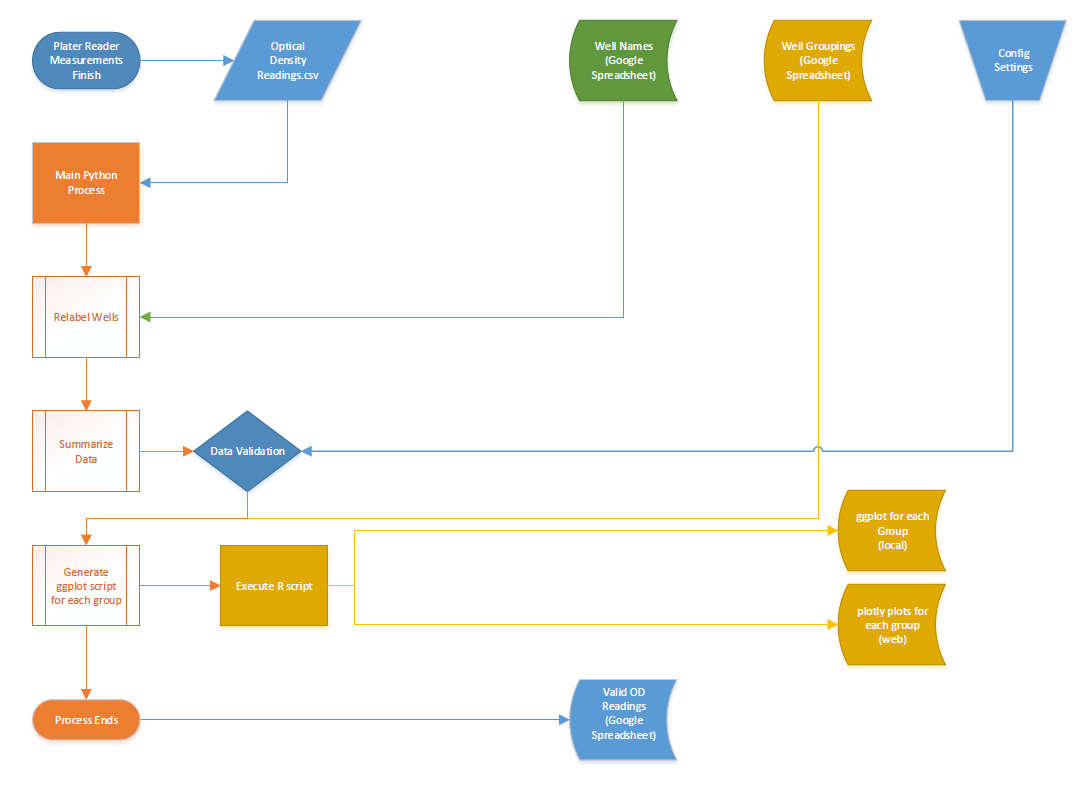 Plater Reader
Measurements
Finish
Optical
Density
Readings.csv
Well Names
(Google
Spreadsheet)
Well Groupings
(Google
Spreadsheet)
Config
Settings
Main Python
Process
Relabel Wells
Summarize
Data
Data Validation
ggplot for each
Group
(local)
Generate
ggplot script
for each group
Execute R script
plotly plots for
each group
(web)
Process Ends
Valid OD
Readings
(Google
Spreadsheet)